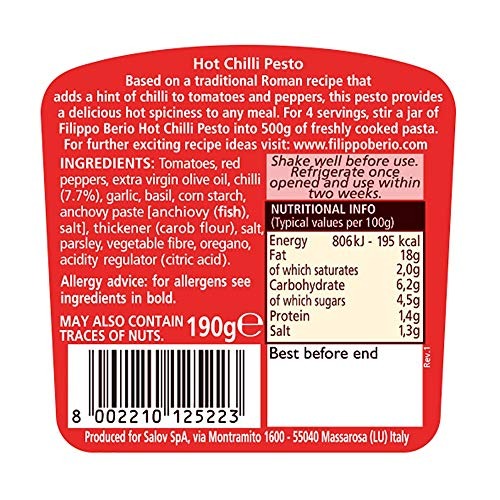 Hot Chilli Pesto
Based on a traditional Roman recipe that
adds a hint of chilli to tomatoes and peppers, this pesto provides
a delicious hot spiciness to any meal. For 4 servings, stir a jar of
Filippo Berio Hot Chilli Pesto into 500g of freshly cooked pasta.
For further exciting recipe ideas visit: www.filippoberio.com
INGREDIENTS: Tomatoes, red
peppers, extra virgin olive oil, chilli
(7.7%), garlic, basil, corn starch,
anchovy paste [anchiovy (fish),
salt], thickener (carob flour), salt,
parsley, vegetable fibre, oregano,
acidity regulator (citric acid).
Allergy advice: for allergens see
ingredients in bold.
MAY ALSO CONTAIN
TRACES OF NUTS.
190g℮
Shake well before use.
Refrigerate once
opened and use within
two weeks.
NUTRITIONAL INFO
(Typical values per 100g)
Energy 806 kJ - 195 kcal
Fat 18g
of which saturates 2,0g
Carbohydrate 6,2g
of which sugars 4,5g
Protein 1,4g
Salt 1,3g
Best before end
Rev.1
8 002210 125223
Produced for Salov SpA, via Montramito 1600 - 55040 Massarosa (LU) Italy